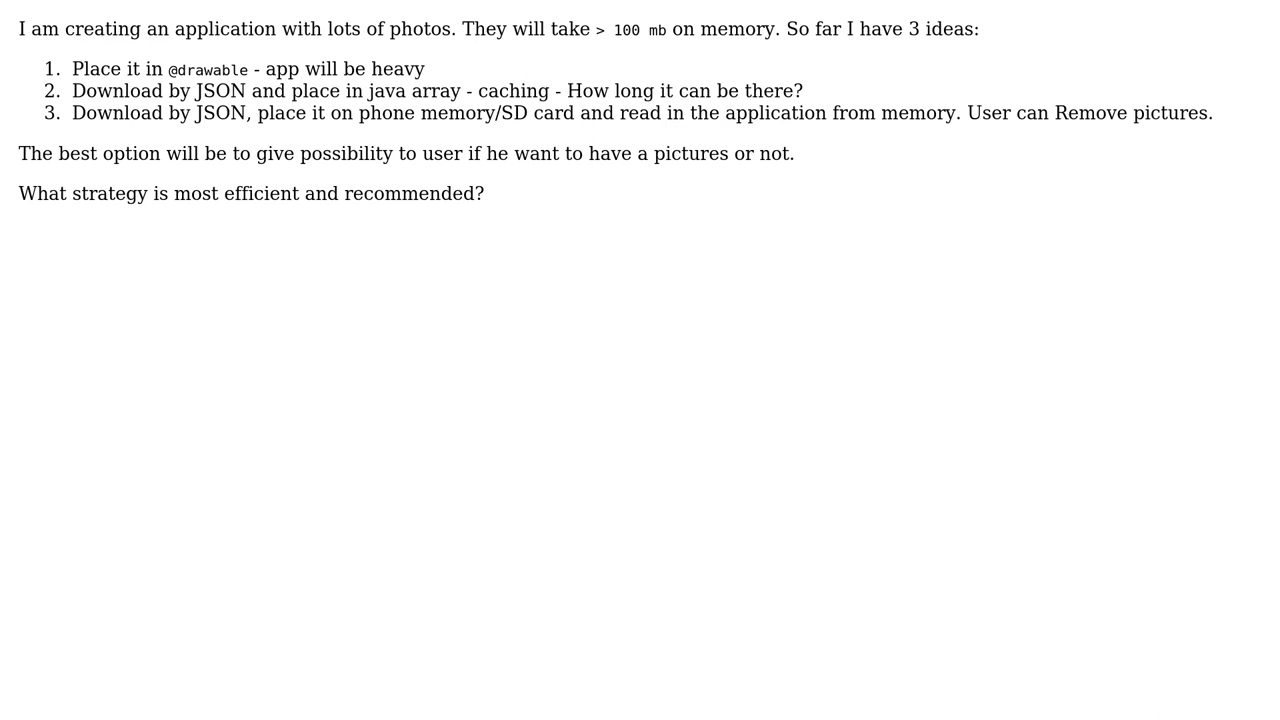 I am creating an application with lots of photos. They will take > 100 mb on memory. So far I have 3 ideas:
1. Place it in @drawable - app will be heavy
2. Download by JSON and place in java array - caching - How long it can be there?
3. Download by JSON, place it on phone memory/SD card and read in the application from memory. User can Remove pictures.
The best option will be to give possibility to user if he want to have a pictures or not.
What strategy is most efficient and recommended?